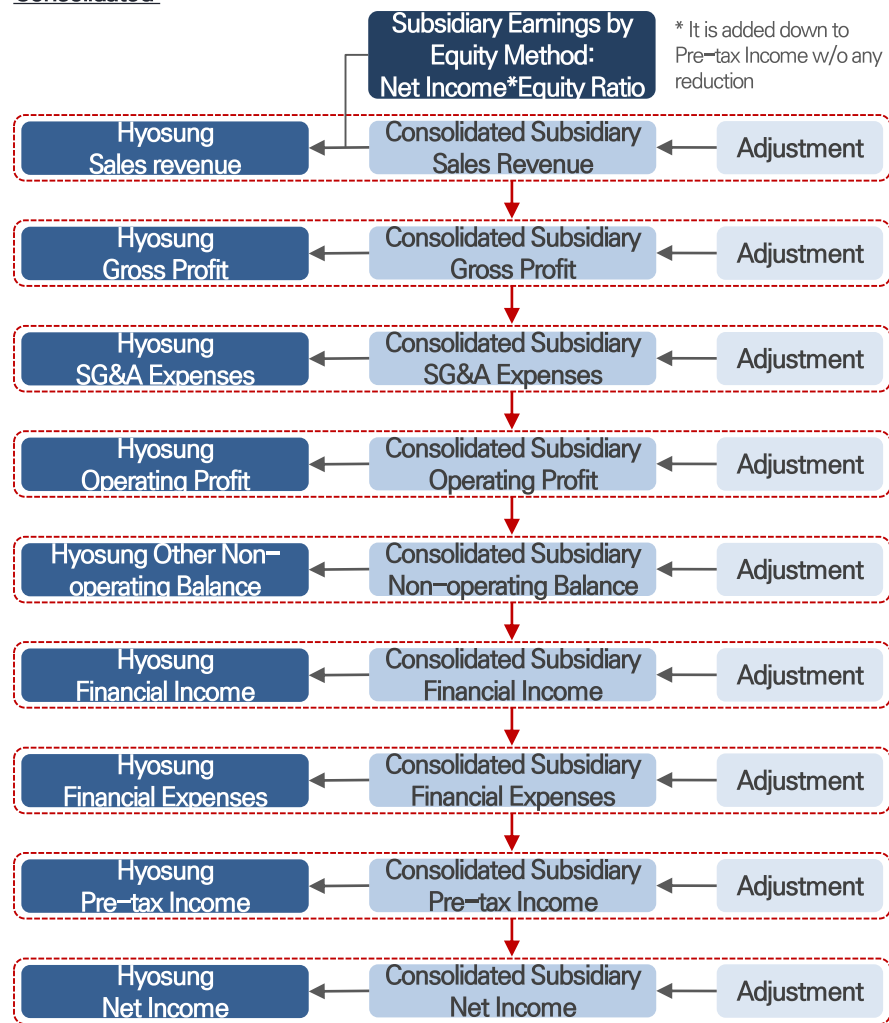 Consolidated
Subsidiary Earnings by
Equity Method:
Net Income*Equity Ratio
* It is added down to
Pre-tax Income w/o any
reduction
Hyosung
Sales revenue
Consolidated Subsidiary
Sales Revenue
Adjustment
Hyosung
Gross Profit
Consolidated Subsidiary
Gross Profit
Adjustment
Hyosung
SG&A Expenses
Consolidated Subsidiary
SG&A Expenses
Adjustment
Hyosung
Operating Profit
Consolidated Subsidiary
Operating Profit
Adjustment
Hyosung Other Non-
operating Balance
Consolidated Subsidiary
Non-operating Balance
Adjustment
Hyosung
Financial Income
Consolidated Subsidiary
Financial Income
Adjustment
Hyosung
Financial Expenses
Consolidated Subsidiary
Financial Expenses
Adjustment
Hyosung
Pre-tax Income
Consolidated Subsidiary
Pre-tax Income
Adjustment
Hyosung
Net Income
Consolidated Subsidiary
Net Income
Adjustment